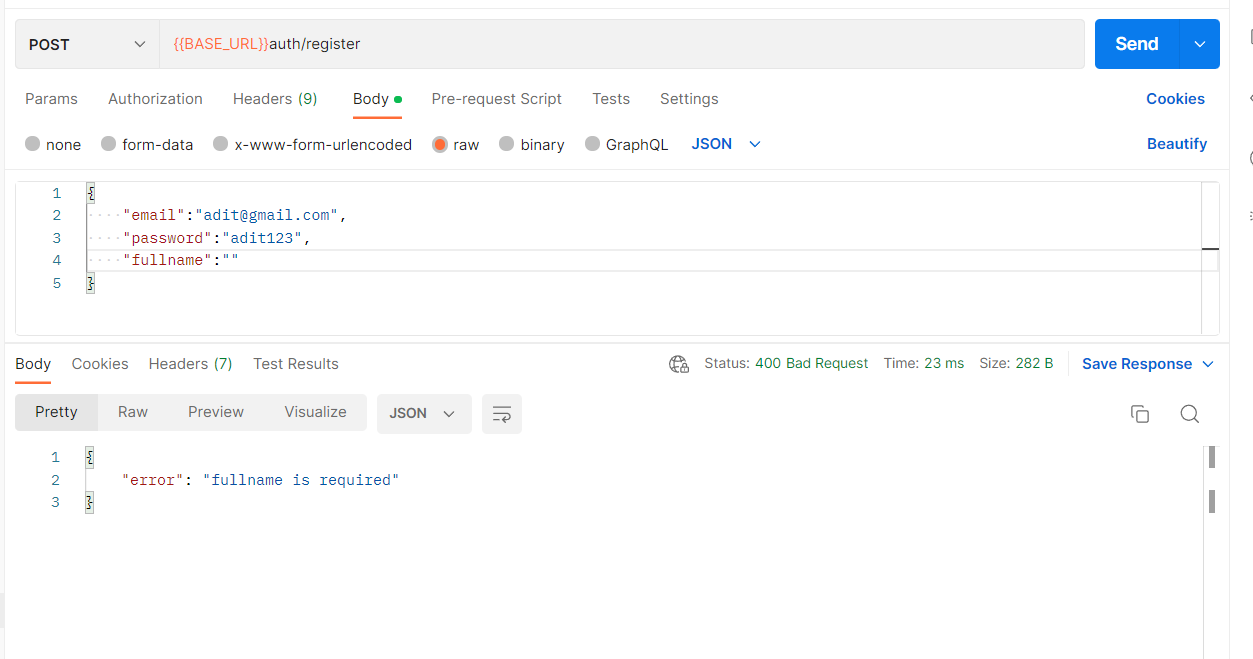 POST {{BASE_URL}}auth/register Send
Params Authorization Headers (9) Body Pre-request Script Tests Settings Cookies
none form-data x-www-form-urlencoded raw binary GraphQL JSON Beautify
1 {
2 ····"email":"adit@gmail.com",
3 ····"password":"adit123",
4 ····"fullname":""
5 }
Body Cookies Headers (7) Test Results Status: 400 Bad Request Time: 23 ms Size: 282 B Save Response
Pretty Raw Preview Visualize JSON
1 {
2 "error": "fullname is required"
3 }